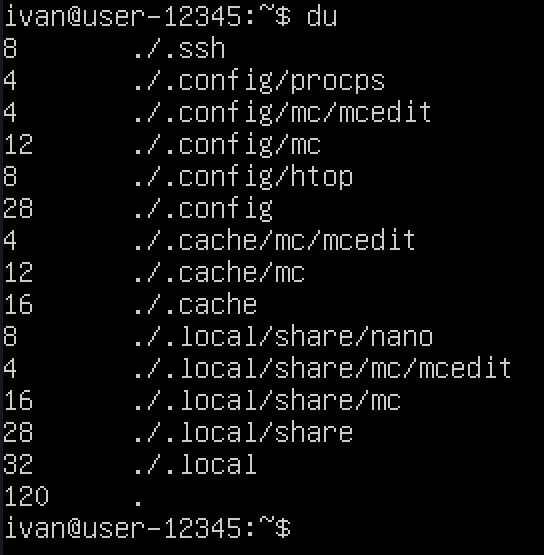 ivan@user-12345:~$ du
8       ./.ssh
4       ./.config/procps
4       ./.config/mc/mcedit
12      ./.config/mc
8       ./.config/htop
28      ./.config
4       ./.cache/mc/mcedit
12      ./.cache/mc
16      ./.cache
8       ./.local/share/nano
4       ./.local/share/mc/mcedit
16      ./.local/share/mc
28      ./.local/share
32      ./.local
120     .
ivan@user-12345:~$